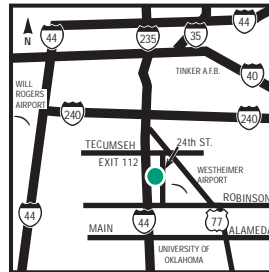 44
N
44
235
35
TINKER A.F.B.
40
WILL
ROGERS
AIRPORT
240
240
TECUMSEH
24th ST.
EXIT 112
WESTHEIMER
AIRPORT
ROBINSON
44
44
77
MAIN
ALAMEDA
UNIVERSITY OF
OKLAHOMA